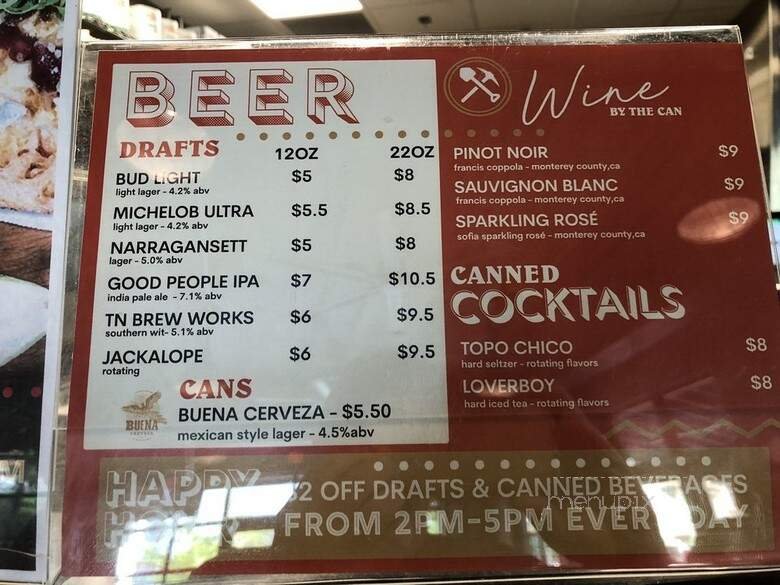 BEER
DRAFTS 12OZ 22OZ
BUD LIGHT $5 $8
light lager - 4.2% abv
MICHELOB ULTRA $5.5 $8.5
light lager - 4.2% abv
NARRAGANSETT $5 $8
lager - 5.0% abv
GOOD PEOPLE IPA $7 $10.5
india pale ale - 7.1% abv
TN BREW WORKS $6 $9.5
southern wit- 5.1% abv
JACKALOPE $6 $9.5
rotating
CANS
BUENA CERVEZA - $5.50
mexican style lager - 4.5%abv
BUENA
CERVEZA
Wine
BY THE CAN
PINOT NOIR $9
francis coppola - monterey county,ca
SAUVIGNON BLANC $9
francis coppola - monterey county,ca
SPARKLING ROSÉ $9
sofia sparkling rosé - monterey county,ca
CANNED
COCKTAILS
TOPO CHICO $8
hard seltzer - rotating flavors
LOVERBOY $8
hard iced tea - rotating flavors
HAPPY HOUR
$2 OFF DRAFTS & CANNED BEVERAGES
FROM 2PM-5PM EVERYDAY
menupix